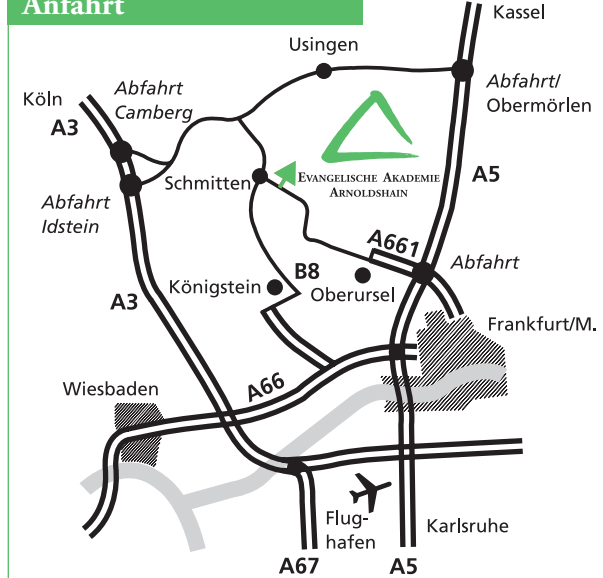 Anfahrt
Kassel
Usingen
Köln
Abfahrt
Camberg
Abfahrt/
Obermörlen
A3
A5
Schmitten
EVANGELISCHE AKADEMIE
ARNOLDSHAIN
Abfahrt
Idstein
A661
Abfahrt
B8
Königstein
Oberursel
A3
Frankfurt/M.
Wiesbaden
A66
Flug-
hafen
Karlsruhe
A67
A5